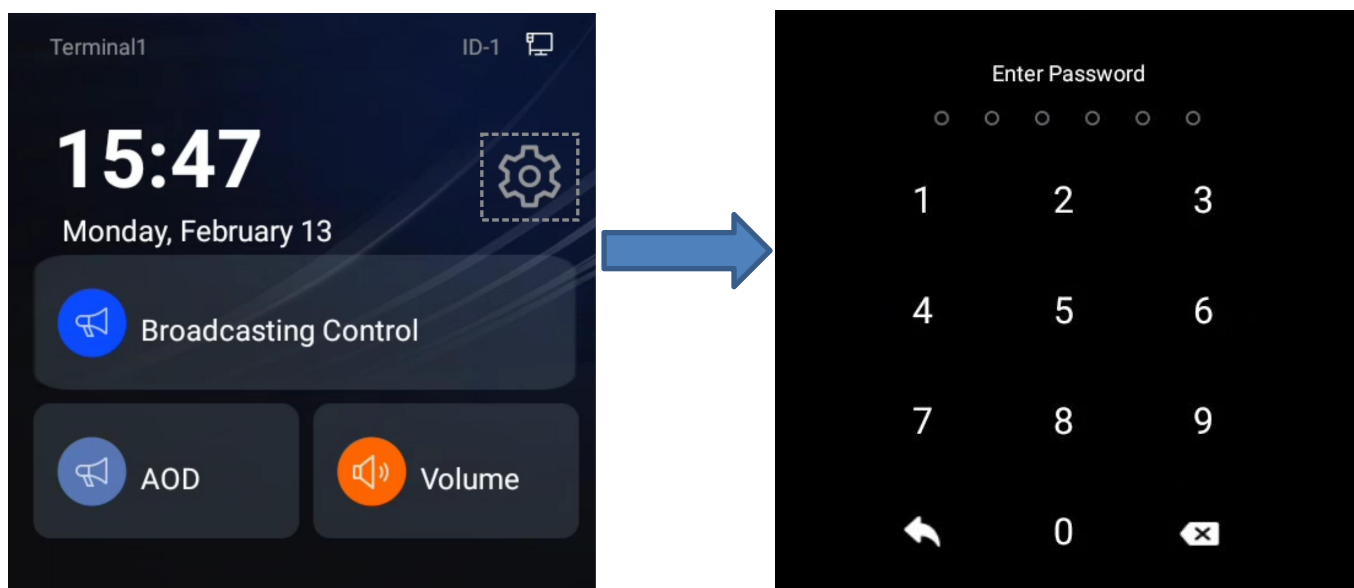 Terminal1 ID-1
15:47
Monday, February 13
Broadcasting Control
AOD Volume
Enter Password
1 2 3
4 5 6
7 8 9
0